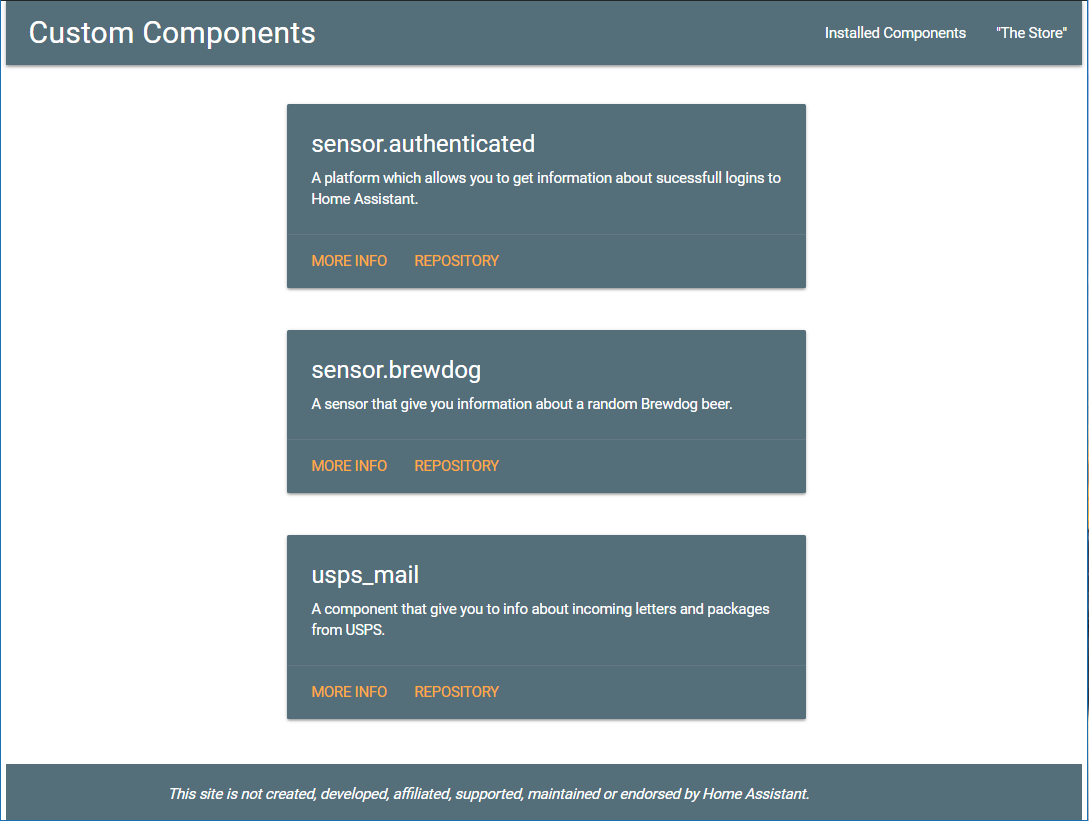 Custom Components
Installed Components
"The Store"
sensor.authenticated
A platform which allows you to get information about sucessfull logins to
Home Assistant.
MORE INFO REPOSITORY
sensor.brewdog
A sensor that give you information about a random Brewdog beer.
MORE INFO REPOSITORY
usps_mail
A component that give you to info about incoming letters and packages
from USPS.
MORE INFO REPOSITORY
This site is not created, developed, affiliated, supported, maintained or endorsed by Home Assistant.